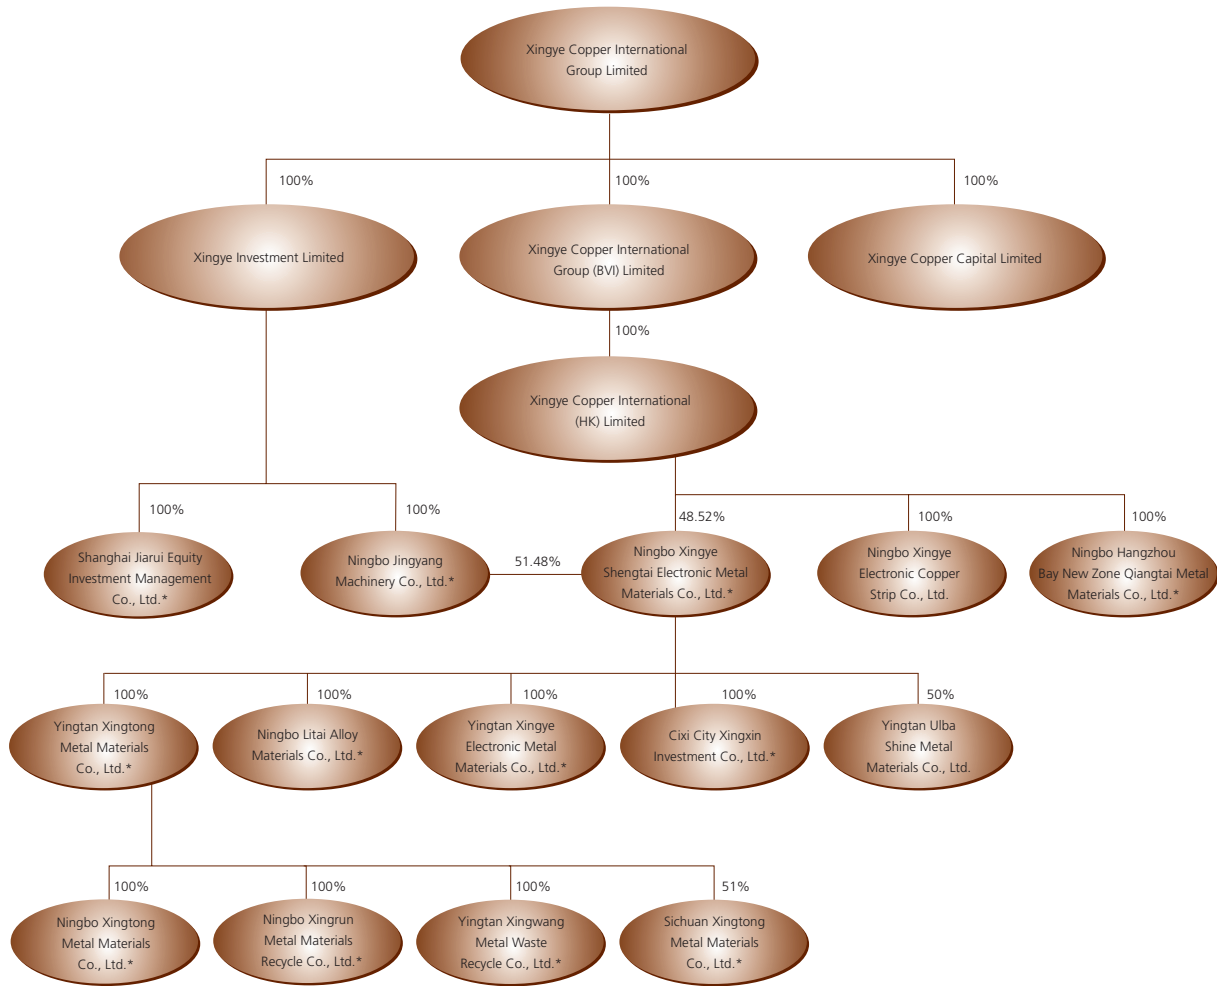 Xingye Copper International
Group Limited
100%
100%
100%
Xingye Investment Limited
Xingye Copper International
Group (BVI) Limited
Xingye Copper Capital Limited
100%
Xingye Copper International
(HK) Limited
100%
100%
48.52%
100%
100%
Shanghai Jiarui Equity
Investment Management
Co., Ltd.*
Ningbo Jingyang
Machinery Co., Ltd.*
51.48%
Ningbo Xingye
Shengtai Electronic Metal
Materials Co., Ltd.*
Ningbo Xingye
Electronic Copper
Strip Co., Ltd.
Ningbo Hangzhou
Bay New Zone Qiangtai Metal
Materials Co., Ltd.*
100%
100%
100%
100%
50%
Yingtan Xingtong
Metal Materials
Co., Ltd.*
Ningbo Litai Alloy
Materials Co., Ltd.*
Yingtan Xingye
Electronic Metal
Materials Co., Ltd.*
Cixi City Xingxin
Investment Co., Ltd.*
Yingtan Ulba
Shine Metal
Materials Co., Ltd.
100%
100%
100%
51%
Ningbo Xingtong
Metal Materials
Co., Ltd.*
Ningbo Xingrun
Metal Materials
Recycle Co., Ltd.*
Yingtan Xingwang
Metal Waste
Recycle Co., Ltd.*
Sichuan Xingtong
Metal Materials
Co., Ltd.*